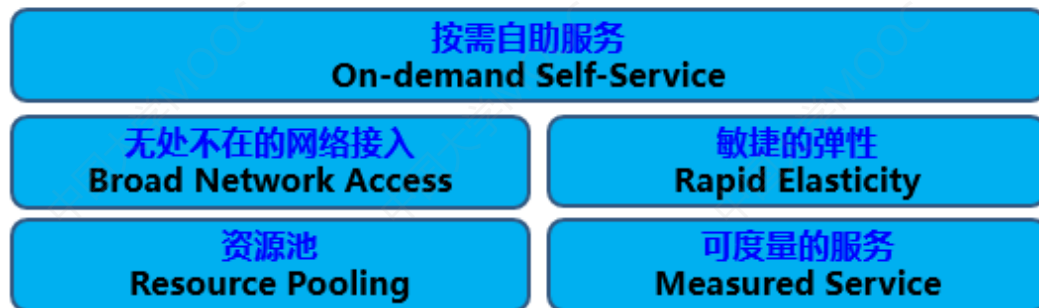 按需自助服务
On-demand Self-Service
无处不在的网络接入
Broad Network Access
敏捷的弹性
Rapid Elasticity
资源池
Resource Pooling
可度量的服务
Measured Service